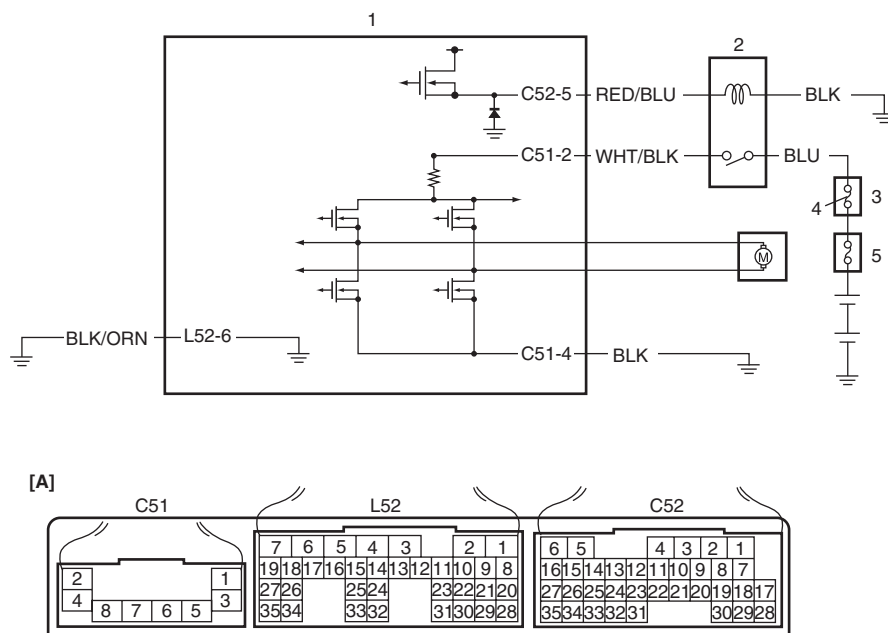 1
2
C52-5 RED/BLU BLK
C51-2 WHT/BLK BLU
4 3
M 5
BLK/ORN L52-6
C51-4 BLK
[A]
C51 L52 C52
2 1
4 8 7 6 5 3
7 6 5 4 3 2 1
19 18 17 16 15 14 13 12 11 10 9 8
27 26 25 24 23 22 21 20
35 34 33 32 31 30 29 28
6 5 4 3 2 1
16 15 14 13 12 11 10 9 8 7
27 26 25 24 23 22 21 20 19 18 17
35 34 33 32 31 30 29 28